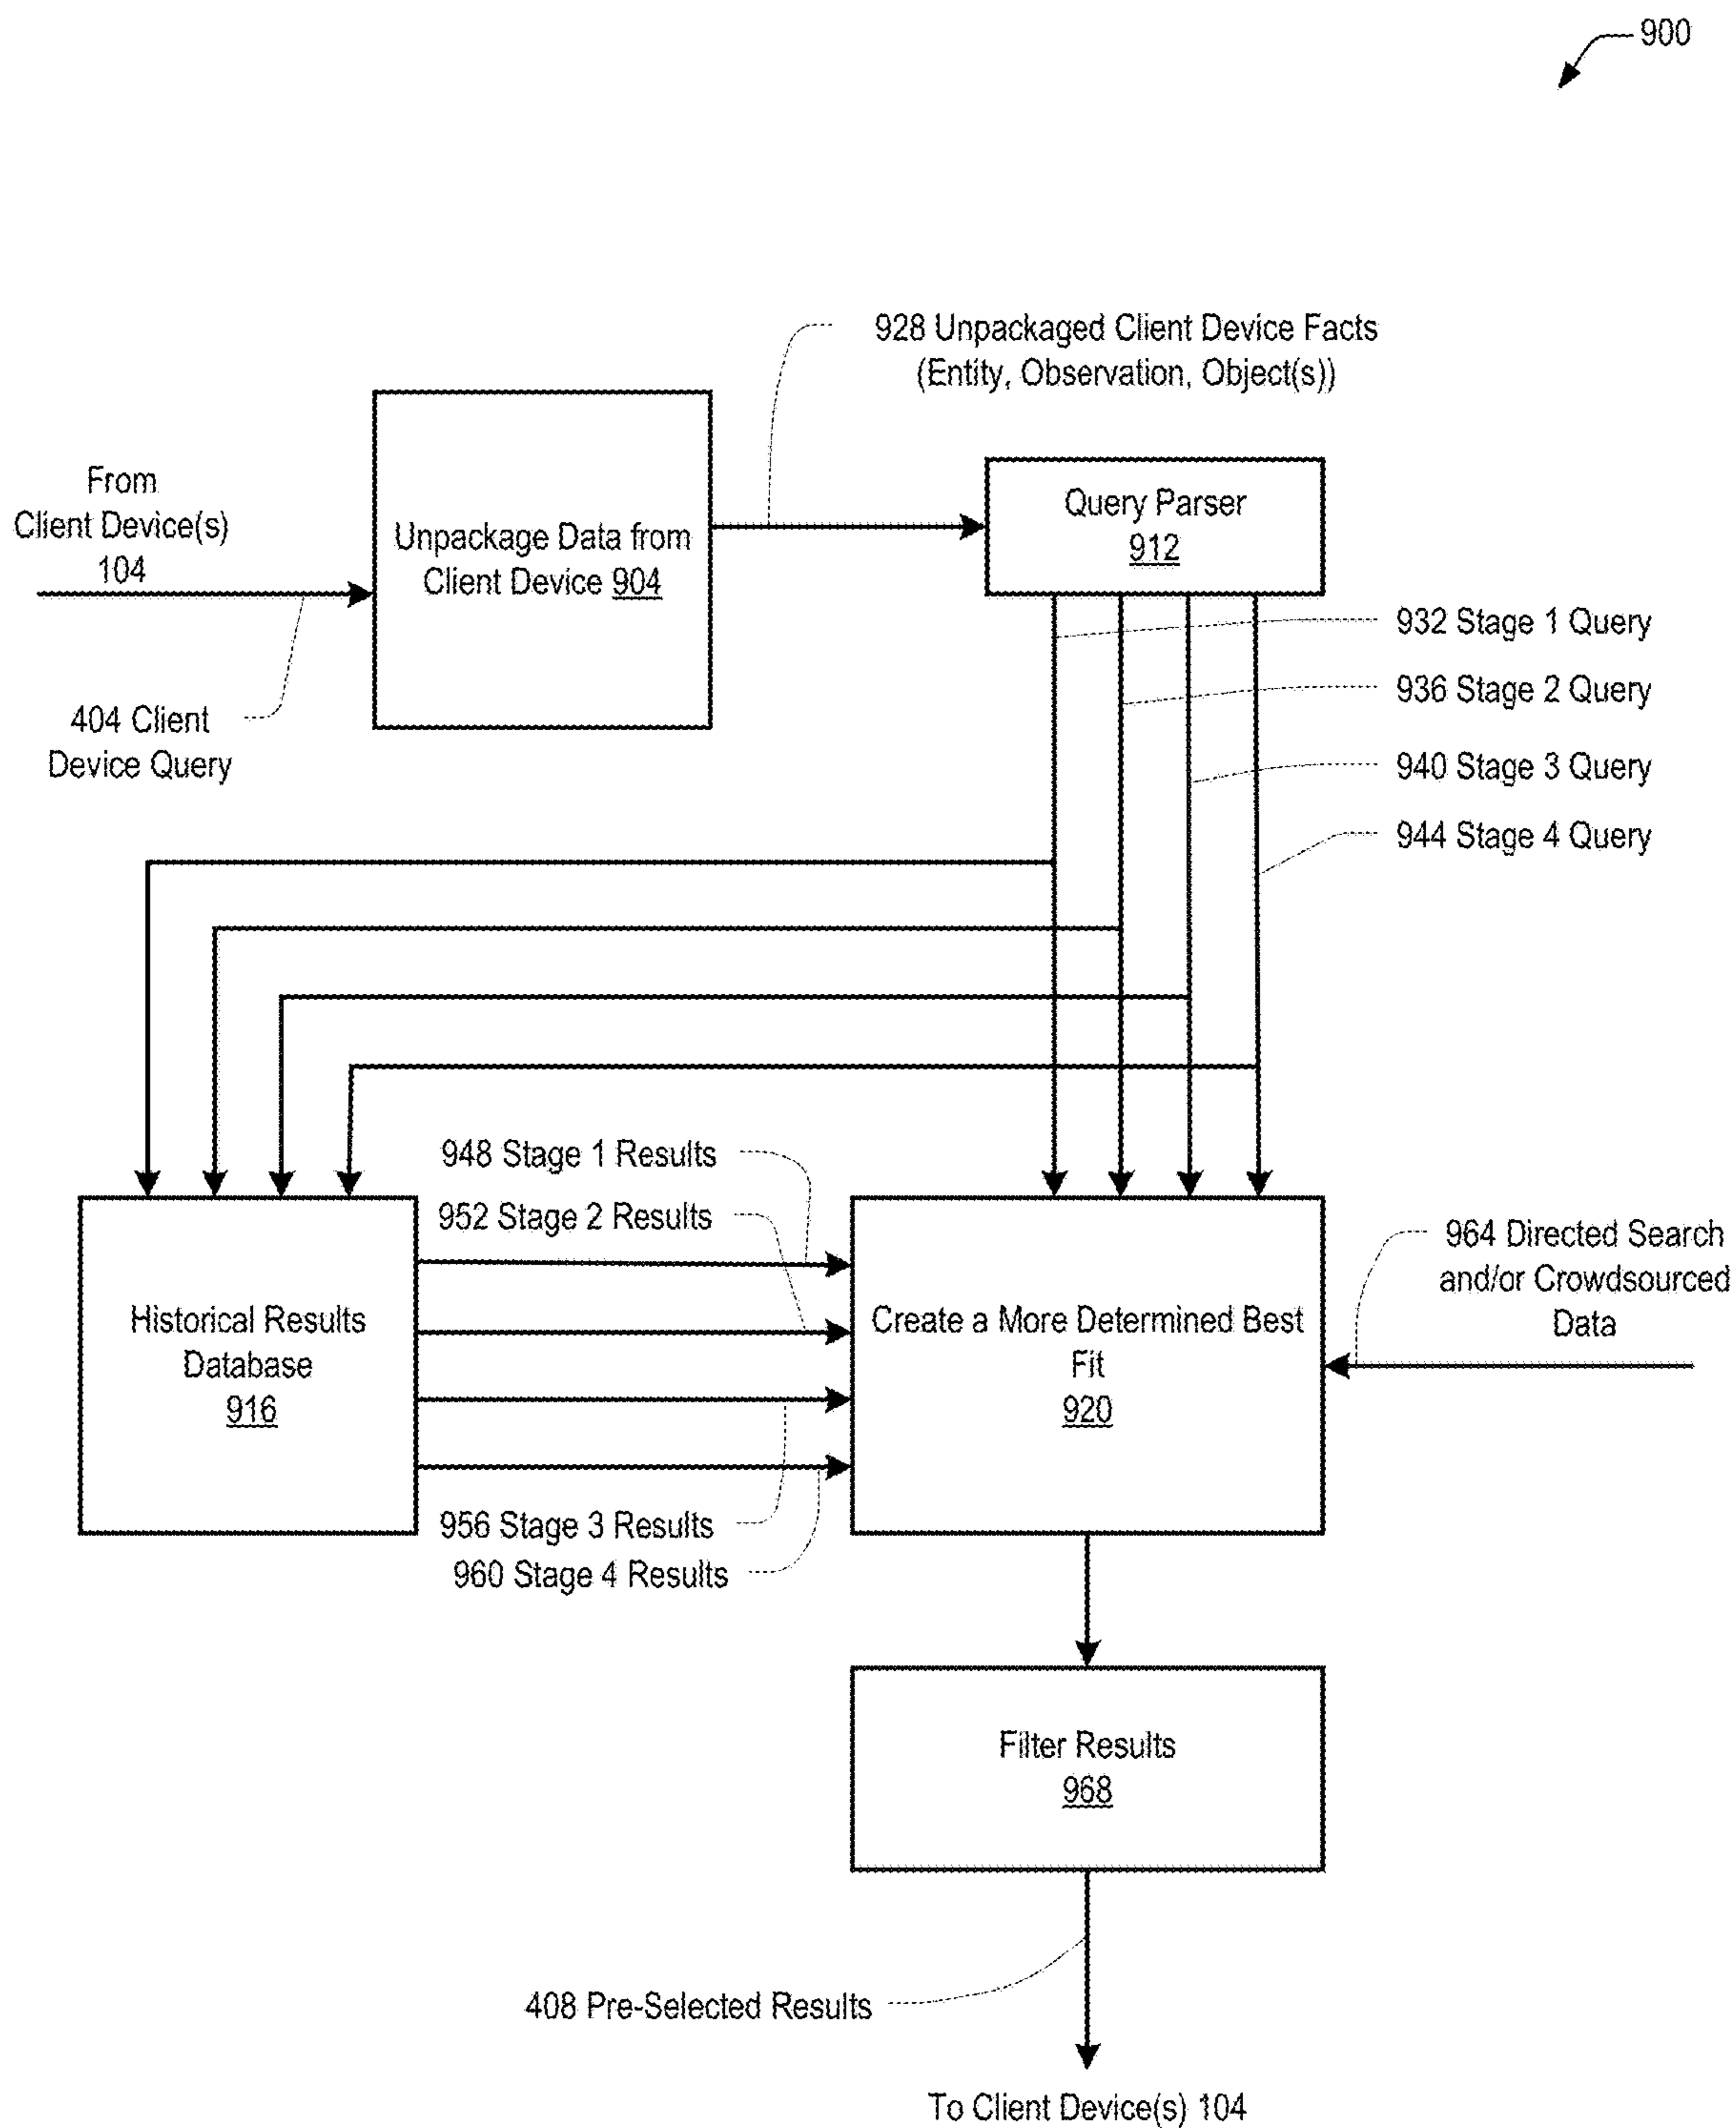 900
928 Unpackaged Client Device Facts
(Entity, Observation, Object(s))
From
Client Device(s)
104
Unpackage Data from
Client Device 904
Query Parser
912
404 Client
Device Query
932 Stage 1 Query
936 Stage 2 Query
940 Stage 3 Query
944 Stage 4 Query
948 Stage 1 Results
952 Stage 2 Results
Historical Results
Database
916
Create a More Determined Best
Fit
920
964 Directed Search
and/or Crowdsourced
Data
956 Stage 3 Results
960 Stage 4 Results
Filter Results
968
408 Pre-Selected Results
To Client Device(s) 104